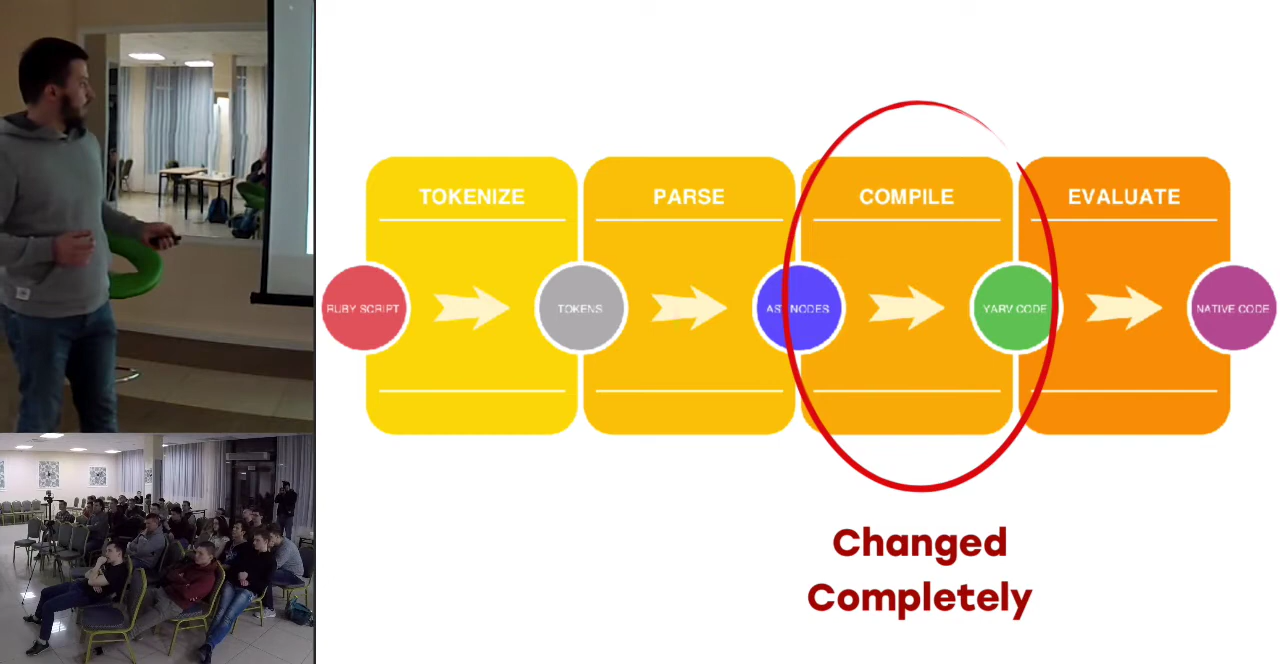 TOKENIZE
PARSE
COMPILE
EVALUATE
RUBY SCRIPT
TOKENS
AST NODES
YARV CODE
NATIVE CODE
Changed
Completely